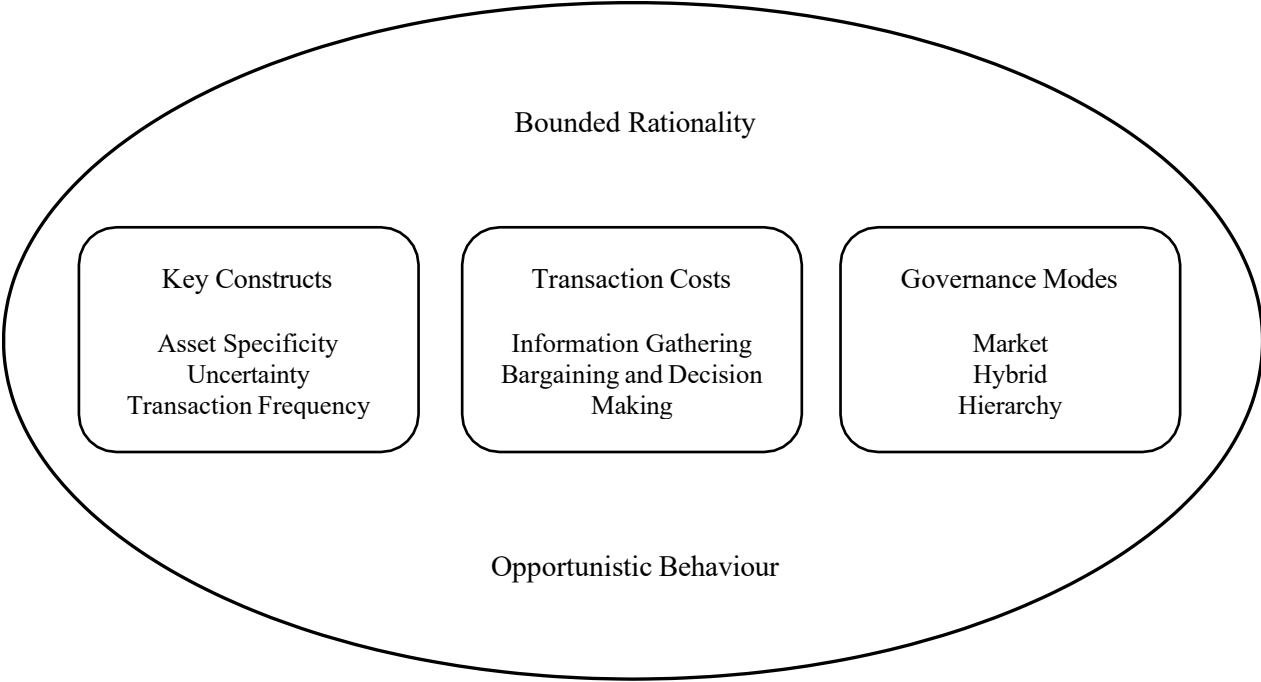 Bounded Rationality
Key Constructs
Asset Specificity
Uncertainty
Transaction Frequency
Transaction Costs
Information Gathering
Bargaining and Decision
Making
Governance Modes
Market
Hybrid
Hierarchy
Opportunistic Behaviour